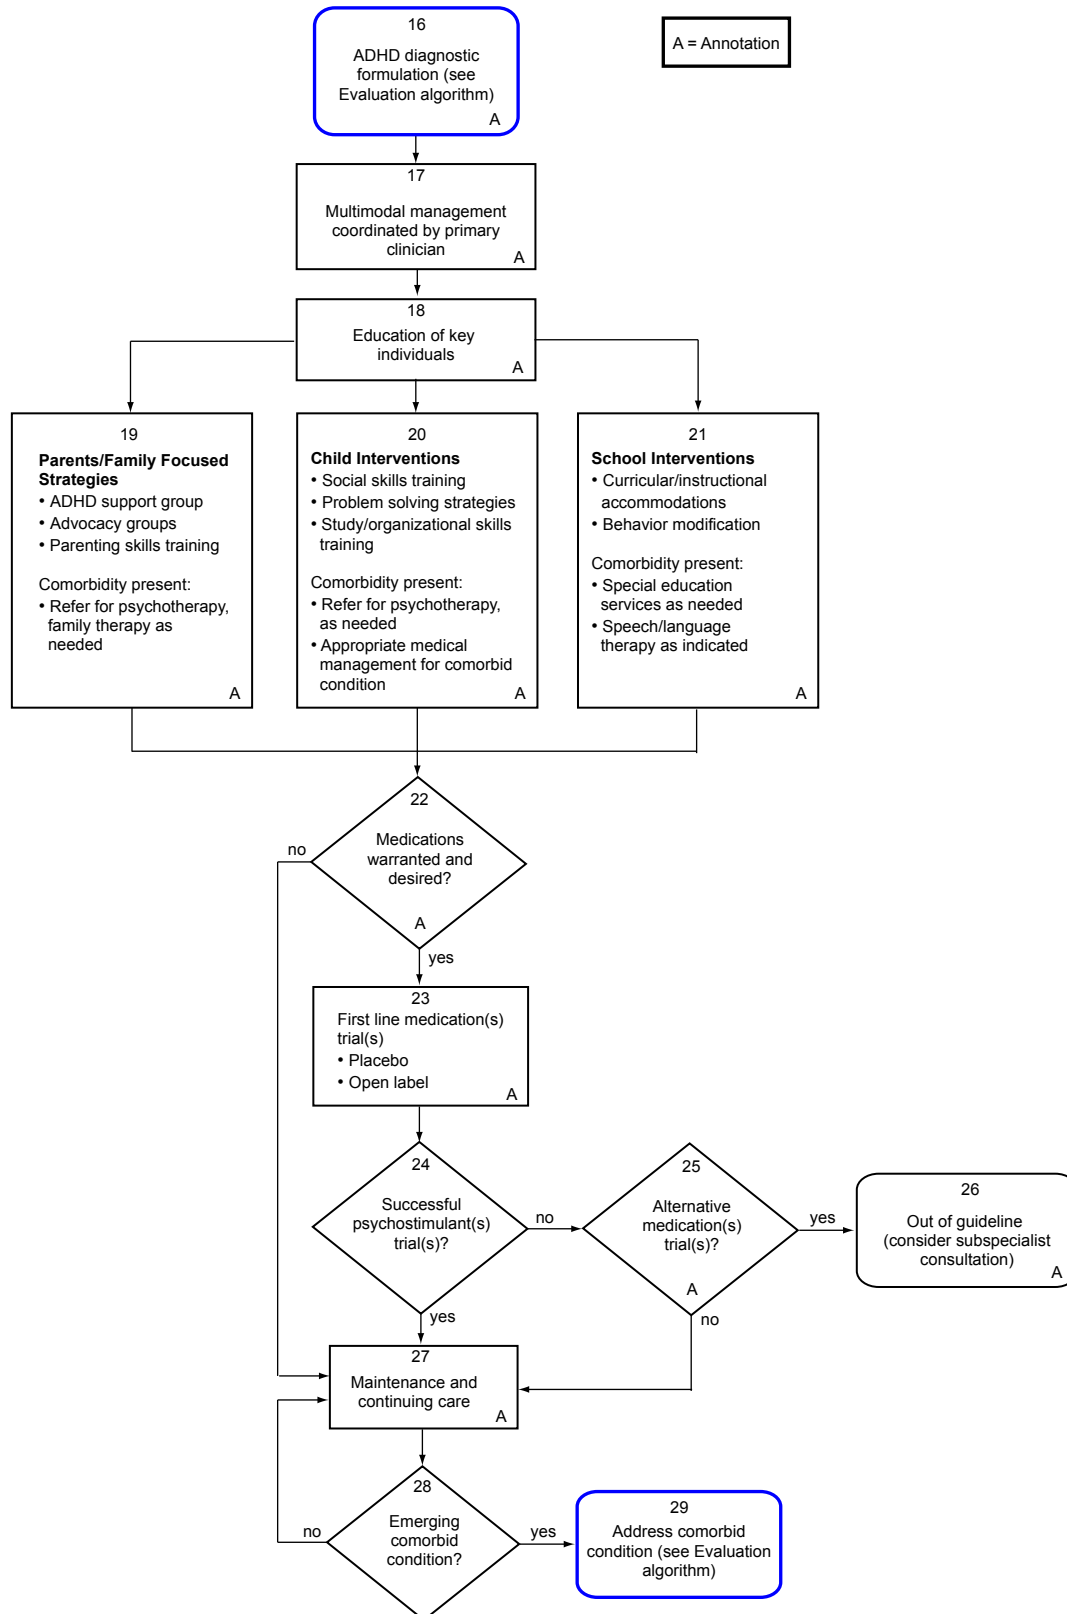 16
ADHD diagnostic
formulation (see
Evaluation algorithm)
A
A = Annotation
17
Multimodal management
coordinated by primary
clinician
A
18
Education of key
individuals
A
19
Parents/Family Focused
Strategies
• ADHD support group
• Advocacy groups
• Parenting skills training
Comorbidity present:
• Refer for psychotherapy,
family therapy as
needed
A
20
Child Interventions
• Social skills training
• Problem solving strategies
• Study/organizational skills
training
Comorbidity present:
• Refer for psychotherapy,
as needed
• Appropriate medical
management for comorbid
condition
A
21
School Interventions
• Curricular/instructional
accommodations
• Behavior modification
Comorbidity present:
• Special education
services as needed
• Speech/language
therapy as indicated
A
22
Medications
warranted and
desired?
A
no
yes
23
First line medication(s)
trial(s)
• Placebo
• Open label
A
24
Successful
psychostimulant(s)
trial(s)?
no
yes
25
Alternative
medication(s)
trial(s)?
A
yes
no
26
Out of guideline
(consider subspecialist
consultation)
A
27
Maintenance and
continuing care
A
28
Emerging
comorbid
condition?
no
yes
29
Address comorbid
condition (see Evaluation
algorithm)